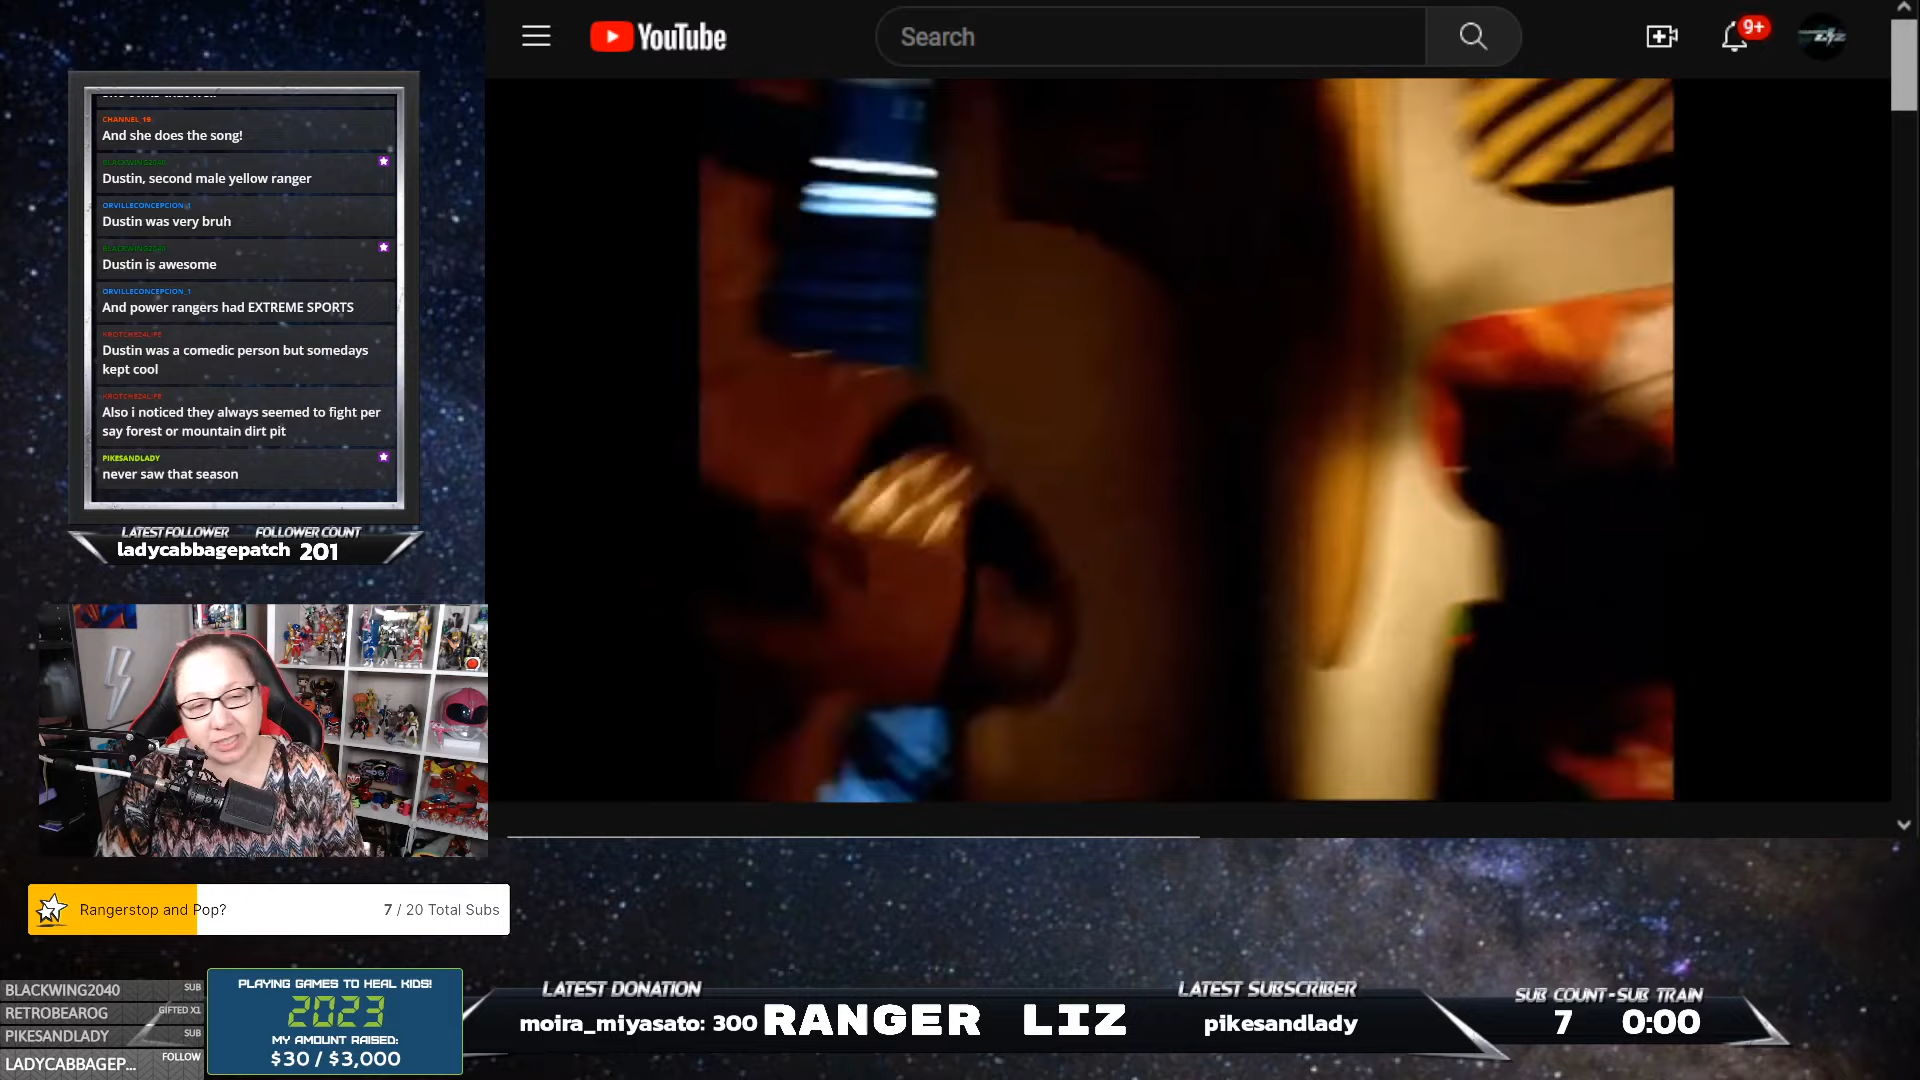 YouTube
Search
9+
CHANNEL_19
And she does the song!
BLACKWING2040
Dustin, second male yellow ranger
ORVILLECONCEPCION_1
Dustin was very bruh
BLACKWING2040
Dustin is awesome
ORVILLECONCEPCION_1
And power rangers had EXTREME SPORTS
KROTCHEZ4LIFE
Dustin was a comedic person but somedays
kept cool
KROTCHEZ4LIFE
Also i noticed they always seemed to fight per
say forest or mountain dirt pit
PIKESANDLADY
never saw that season
LATEST FOLLOWER FOLLOWER COUNT
ladycabbagepatch 201
Rangerstop and Pop? 7 / 20 Total Subs
BLACKWING2040 SUB
RETROBEAROG GIFTED X1
PIKESANDLADY SUB
LADYCABBAGEP... FOLLOW
PLAYING GAMES TO HEAL KIDS!
2023
MY AMOUNT RAISED:
$30 / $3,000
LATEST DONATION
moira_miyasato: 300
RANGER LIZ
LATEST SUBSCRIBER
pikesandlady
SUB COUNT-SUB TRAIN
7 0:00